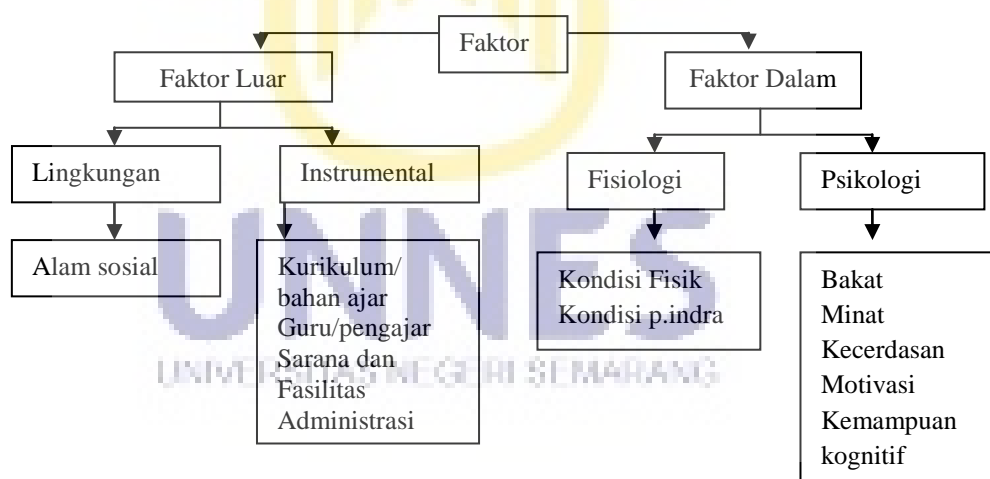 Faktor
Faktor Luar
Faktor Dalam
Lingkungan
Instrumental
Fisiologi
Psikologi
Alam sosial
Kurikulum/
bahan ajar
Guru/pengajar
Sarana dan
Fasilitas
Administrasi
Kondisi Fisik
Kondisi p.indra
Bakat
Minat
Kecerdasan
Motivasi
Kemampuan
kognitif
UNNES
UNIVERSITAS NEGERI SEMARANG